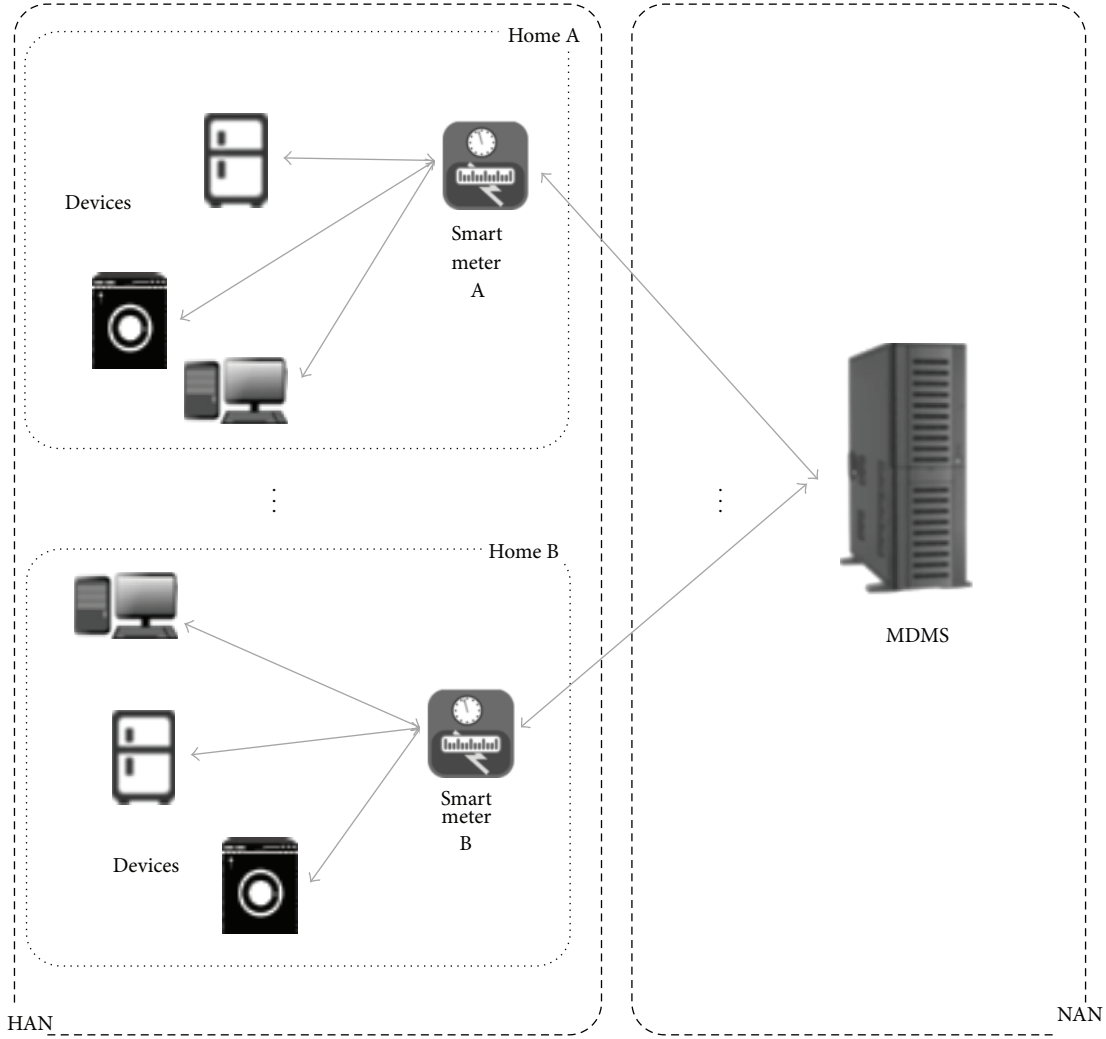 Home A
Devices
Smart
meter
A
Home B
MDMS
Smart
meter
B
Devices
HAN
NAN